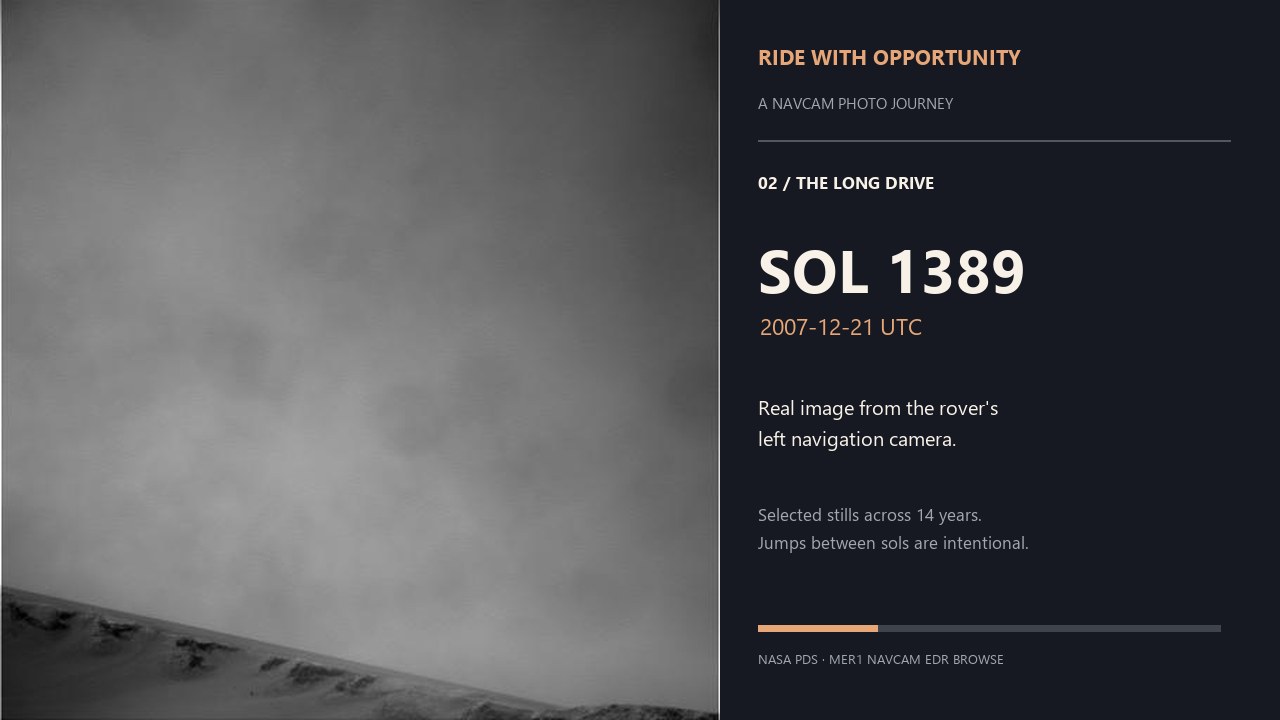 RIDE WITH OPPORTUNITY
A NAVCAM PHOTO JOURNEY
02 / THE LONG DRIVE
SOL 1389
2007-12-21 UTC
Real image from the rover's
left navigation camera.
Selected stills across 14 years.
Jumps between sols are intentional.
NASA PDS · MER1 NAVCAM EDR BROWSE